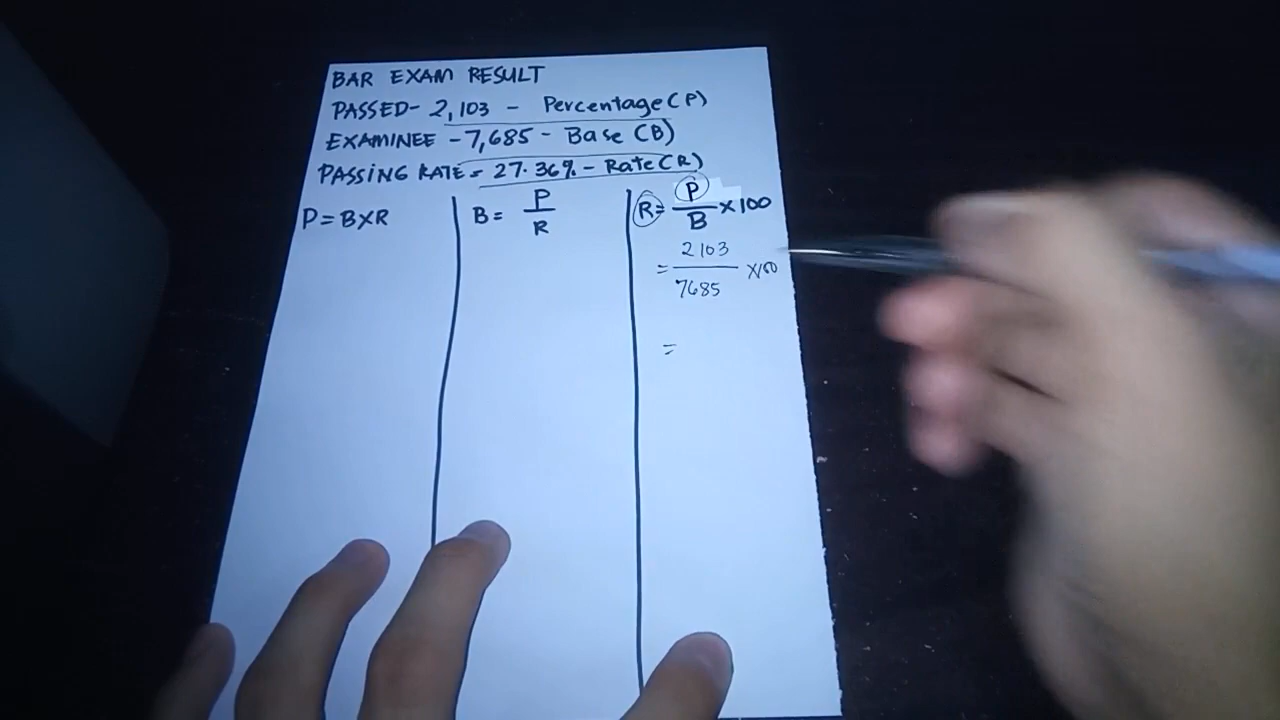 BAR EXAM RESULT
PASSED- 2,103 - Percentage (P)
EXAMINEE - 7,685 - Base (B)
PASSING RATE = 27.36% - Rate (R)
P = B X R
B = P/R
R = P/B X 100
= 2103/7685 X100
=